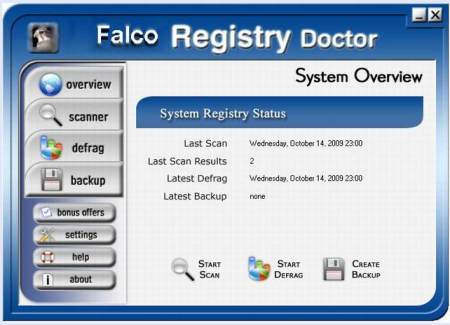 Falco Registry Doctor
System Overview
overview
scanner
defrag
backup
bonus offers
settings
help
about
System Registry Status
Last Scan Wednesday, October 14, 2009 23:00
Last Scan Results 2
Latest Defrag Wednesday, October 14, 2009 23:00
Latest Backup none
START
SCAN
START
DEFRAG
CREATE
BACKUP